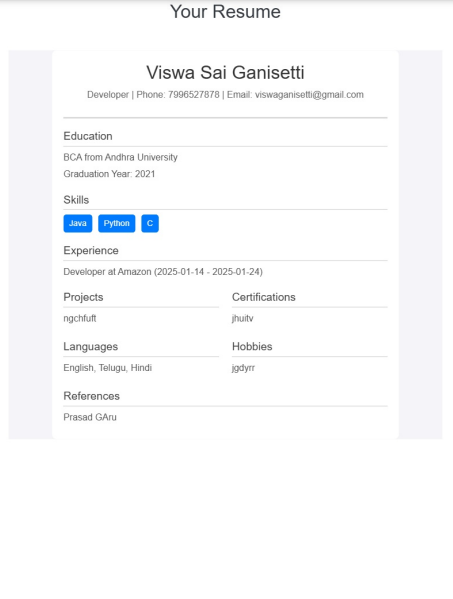 Your Resume
Viswa Sai Ganisetti
Developer | Phone: 7996527878 | Email: viswaganisetti@gmail.com
Education
BCA from Andhra University
Graduation Year: 2021
Skills
Java Python C
Experience
Developer at Amazon (2025-01-14 - 2025-01-24)
Projects
ngchfuft
Certifications
jhuitv
Languages
English, Telugu, Hindi
Hobbies
jgdyrr
References
Prasad GAru